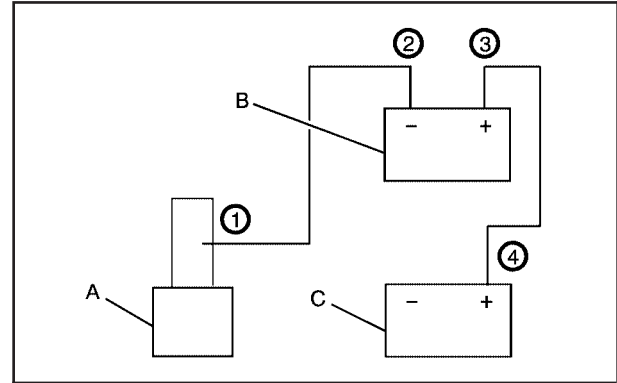 ② ③
B
− +
①
④
A
C
− +